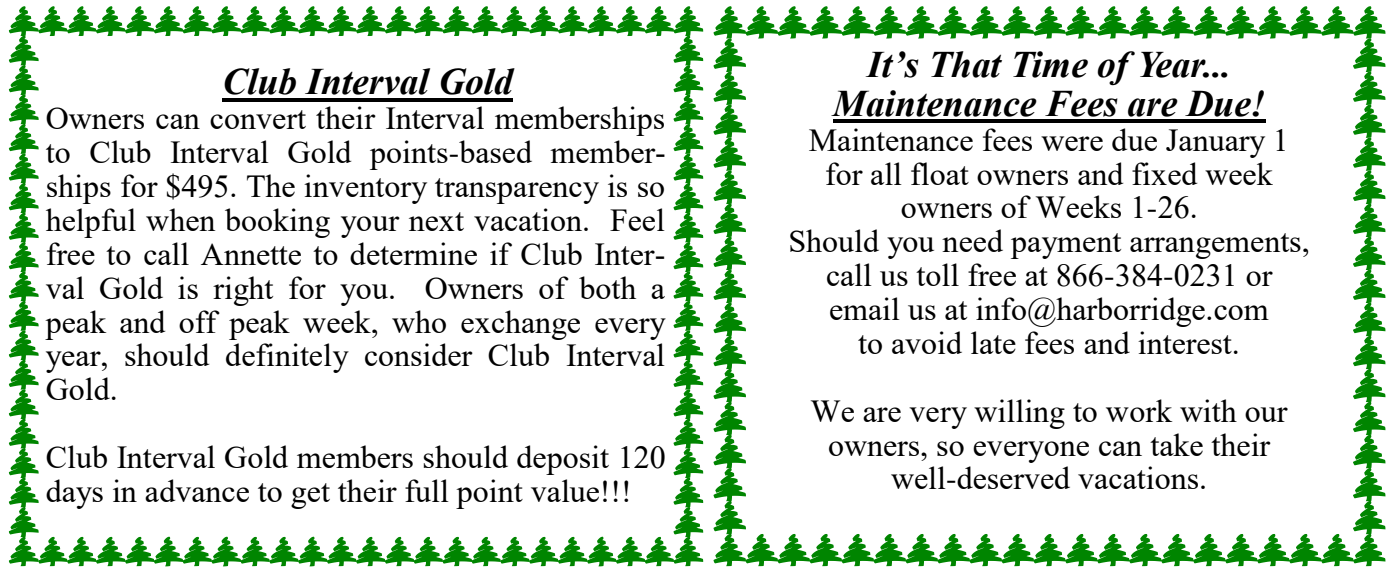 Club Interval Gold
Owners can convert their Interval memberships
to Club Interval Gold points-based member-
ships for $495. The inventory transparency is so
helpful when booking your next vacation.  Feel
free to call Annette to determine if Club Inter-
val Gold is right for you.  Owners of both a
peak and off peak week, who exchange every
year, should definitely consider Club Interval
Gold.
Club Interval Gold members should deposit 120
days in advance to get their full point value!!!
It’s That Time of Year...
Maintenance Fees are Due!
Maintenance fees were due January 1
for all float owners and fixed week
owners of Weeks 1-26.
Should you need payment arrangements,
call us toll free at 866-384-0231 or
email us at info@harborridge.com
to avoid late fees and interest.
We are very willing to work with our
owners, so everyone can take their
well-deserved vacations.